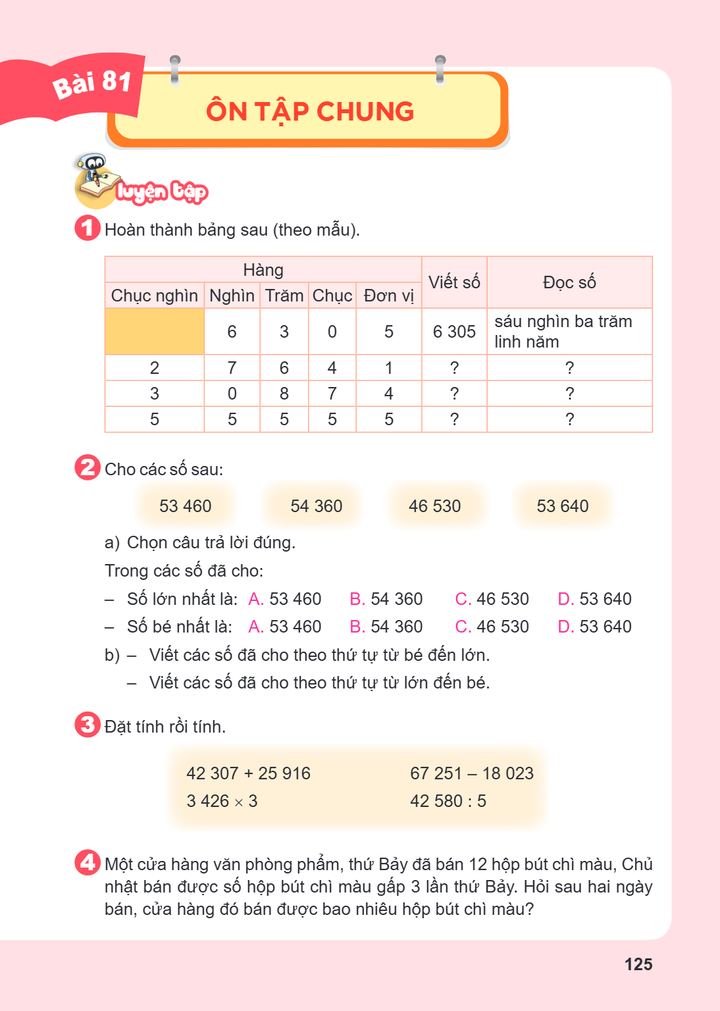 Bài 81
ÔN TẬP CHUNG
luyện tập
1 Hoàn thành bảng sau (theo mẫu).
Hàng Viết số Đọc số
Chục nghìn Nghìn Trăm Chục Đơn vị
6 3 0 5 6 305 sáu nghìn ba trăm
linh năm
2 7 6 4 1 ? ?
3 0 8 7 4 ? ?
5 5 5 5 5 ? ?
2 Cho các số sau:
53 460 54 360 46 530 53 640
a) Chọn câu trả lời đúng.
Trong các số đã cho:
– Số lớn nhất là: A. 53 460 B. 54 360 C. 46 530 D. 53 640
– Số bé nhất là: A. 53 460 B. 54 360 C. 46 530 D. 53 640
b) – Viết các số đã cho theo thứ tự từ bé đến lớn.
– Viết các số đã cho theo thứ tự từ lớn đến bé.
3 Đặt tính rồi tính.
42 307 + 25 916 67 251 – 18 023
3 426 × 3 42 580 : 5
4 Một cửa hàng văn phòng phẩm, thứ Bảy đã bán 12 hộp bút chì màu, Chủ
nhật bán được số hộp bút chì màu gấp 3 lần thứ Bảy. Hỏi sau hai ngày
bán, cửa hàng đó bán được bao nhiêu hộp bút chì màu?
125